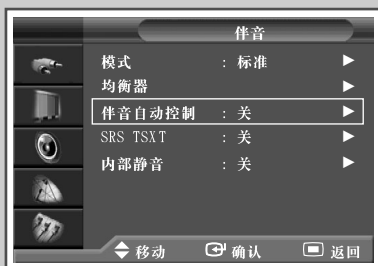 伴音
模式 : 标准
均衡器
伴音自动控制 : 关
SRS TSXT : 关
内部静音 : 关
移动 确认 返回